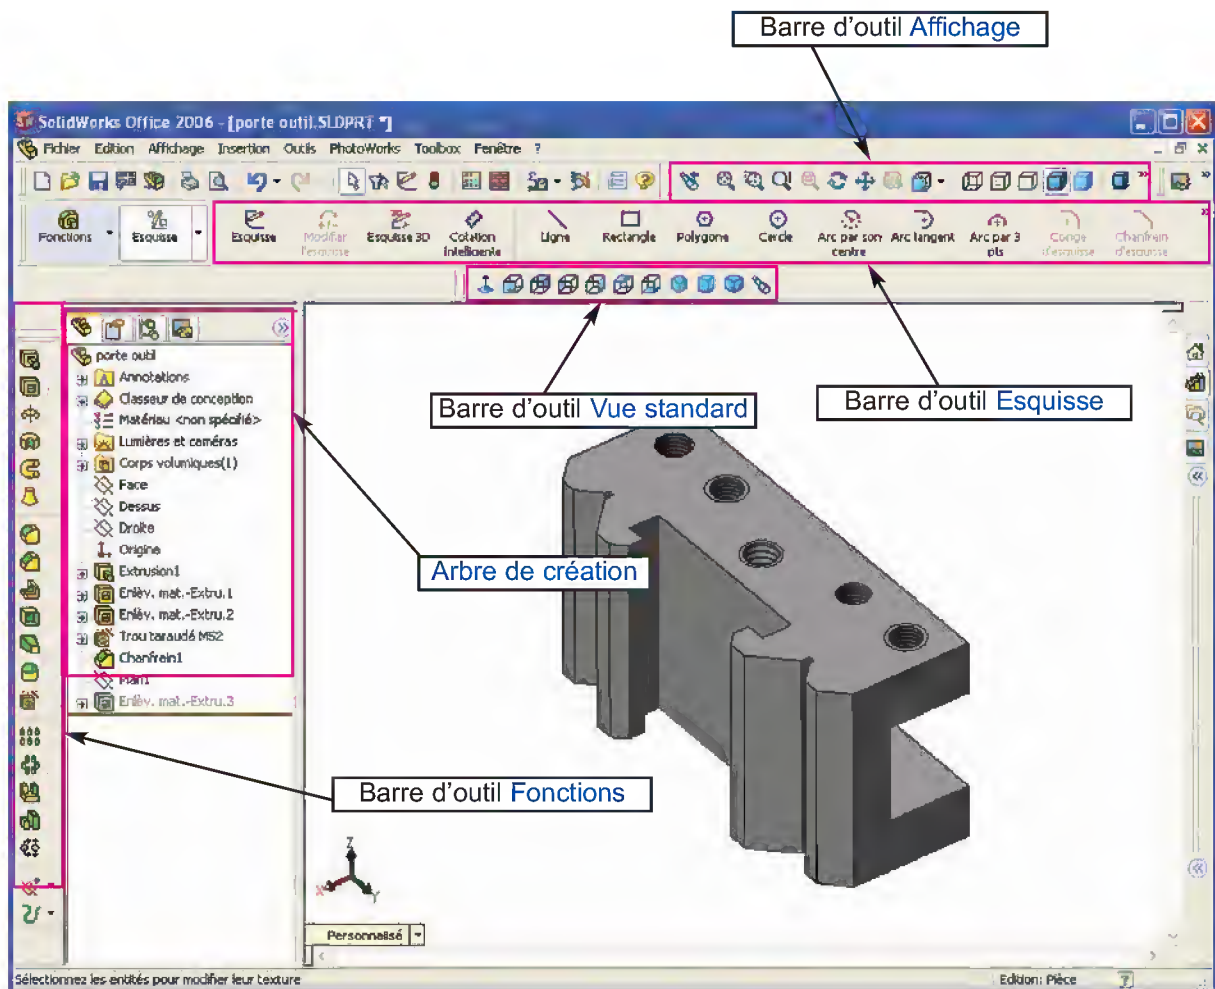 Barre d'outil Affichage
SolidWorks Office 2006 - [porte outil.SLDPRT *]
Fichier Edition Affichage Insertion Outils PhotoWorks Toolbox Fenêtre ?
Fonctions
Esquisse
Esquisse
Modifier l'esquisse
Esquisse 3D
Cotation intelligente
Ligne
Rectangle
Polygone
Cercle
Arc par son centre
Arc tangent
Arc par 3 pts
Congé d'esquisse
Chanfrein d'esquisse
porte outil
Annotations
Classeur de conception
Matériau <non spécifié>
Lumières et caméras
Corps volumiques(1)
Face
Dessus
Droite
Origine
Extrusion1
Enlèv. mat.-Extru.1
Enlèv. mat.-Extru.2
Trou taraudé M52
Chanfrein1
Plan1
Enlèv. mat.-Extru.3
Barre d'outil Vue standard
Barre d'outil Esquisse
Arbre de création
Barre d'outil Fonctions
Z
X
Y
Personnalisé
Sélectionnez les entités pour modifier leur texture
Edition: Pièce
?